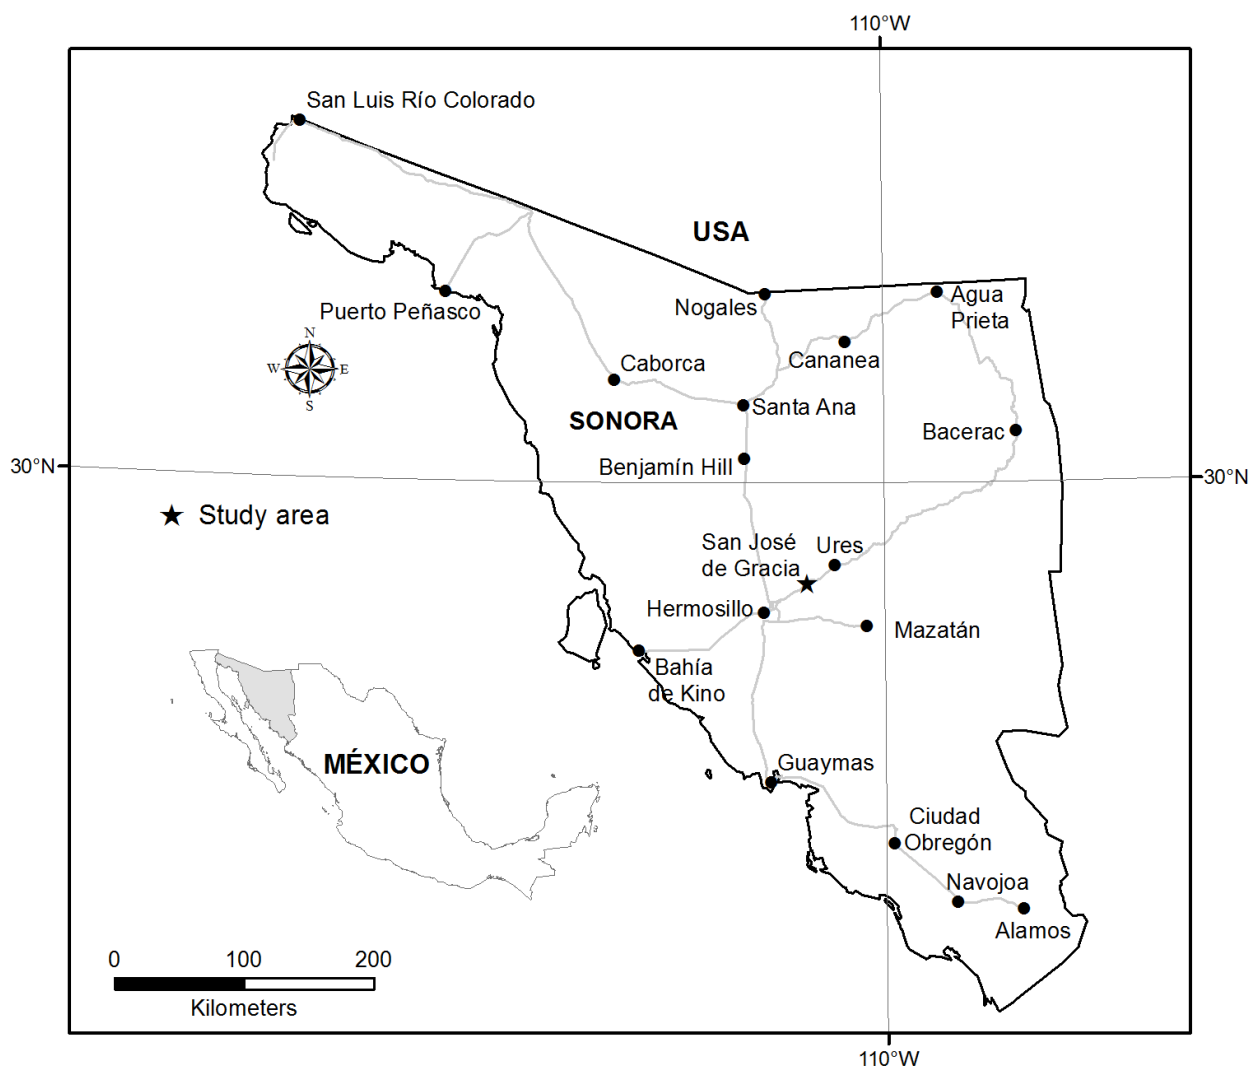 110°W
San Luis Río Colorado
USA
Nogales
Agua
Prieta
Puerto Peñasco
N
W
E
S
Cananea
Caborca
Santa Ana
SONORA
Bacerac
30°N
Benjamín Hill
30°N
Study area
San José
de Gracia
Ures
Hermosillo
Mazatán
Bahía
de Kino
MÉXICO
Guaymas
Ciudad
Obregón
Navojoa
Alamos
0 100 200
Kilometers
110°W